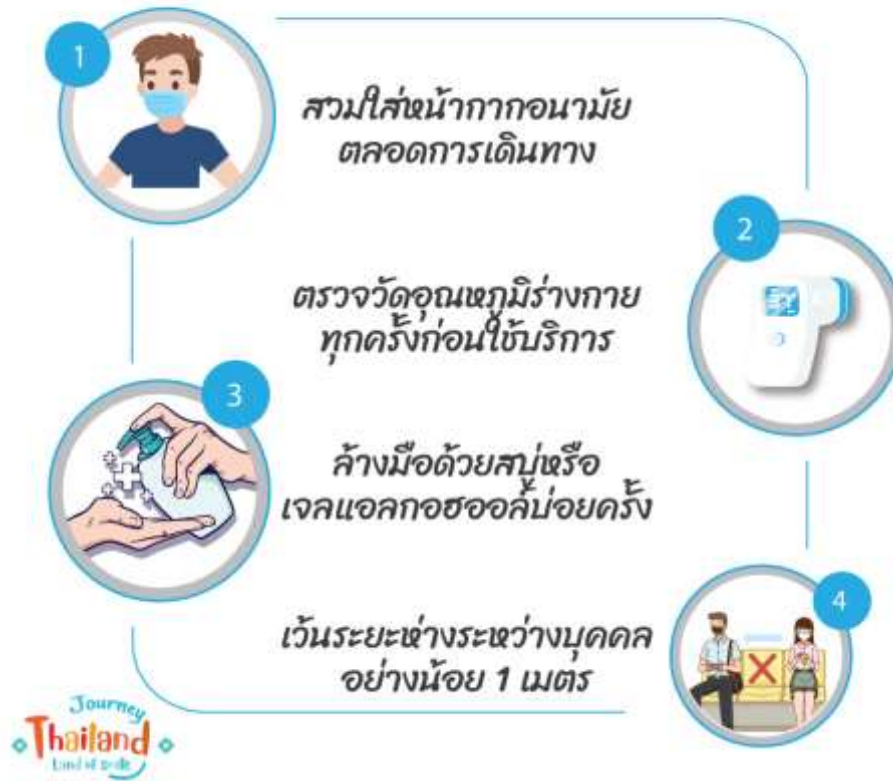 1
สวมใส่หน้ากากอนามัย
ตลอดการเดินทาง
2
ตรวจวัดอุณหภูมิร่างกาย
ทุกครั้งก่อนใช้บริการ
3
ล้างมือด้วยสบู่หรือ
เจลแอลกอฮออล์บ่อยครั้ง
4
เว้นระยะห่างระหว่างบุคคล
อย่างน้อย 1 เมตร
Journey
Thailand
Land of smile